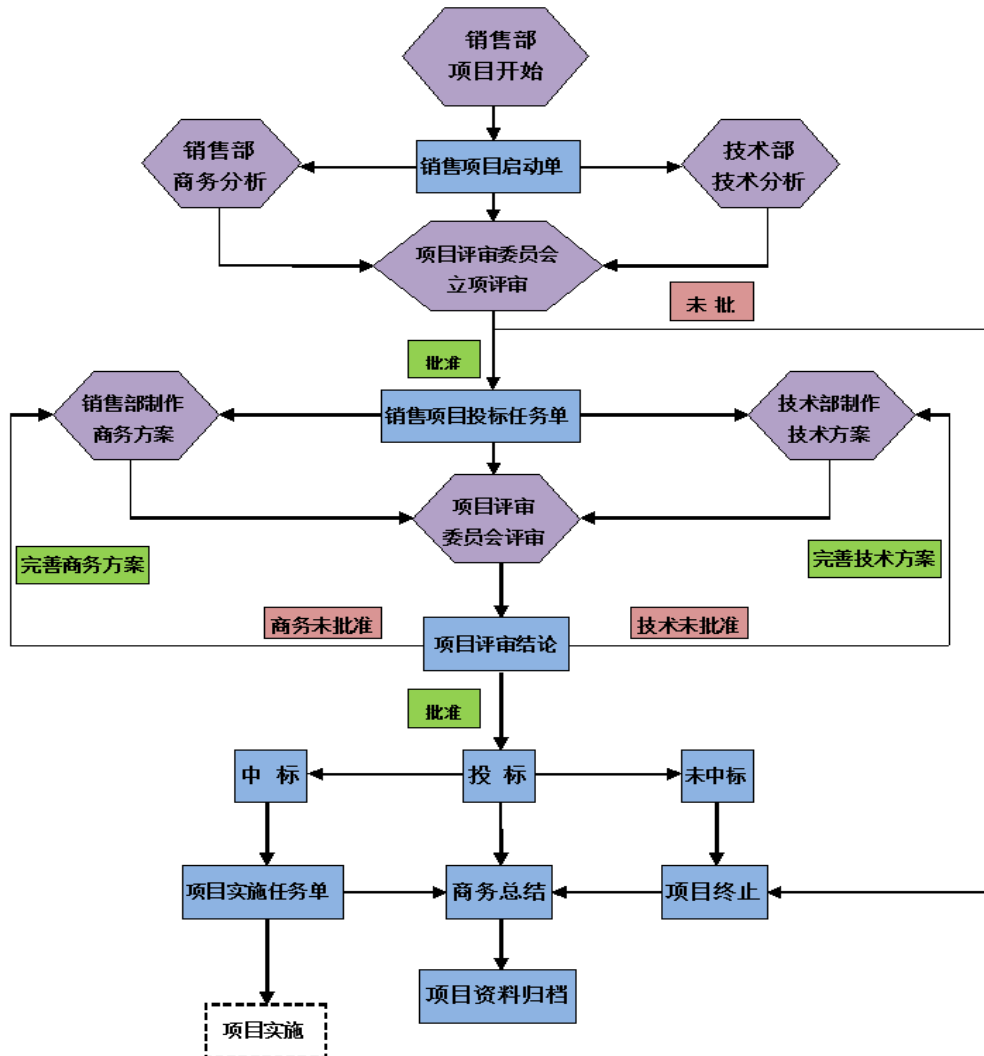 销售部
项目开始
销售部
商务分析
销售项目启动单
技术部
技术分析
项目评审委员会
立项评审
未 批
批准
销售部制作
商务方案
销售项目投标任务单
技术部制作
技术方案
项目评审
委员会评审
完善商务方案
完善技术方案
商务未批准
技术未批准
项目评审结论
批准
中 标
投 标
未中标
项目实施任务单
商务总结
项目终止
项目资料归档
项目实施